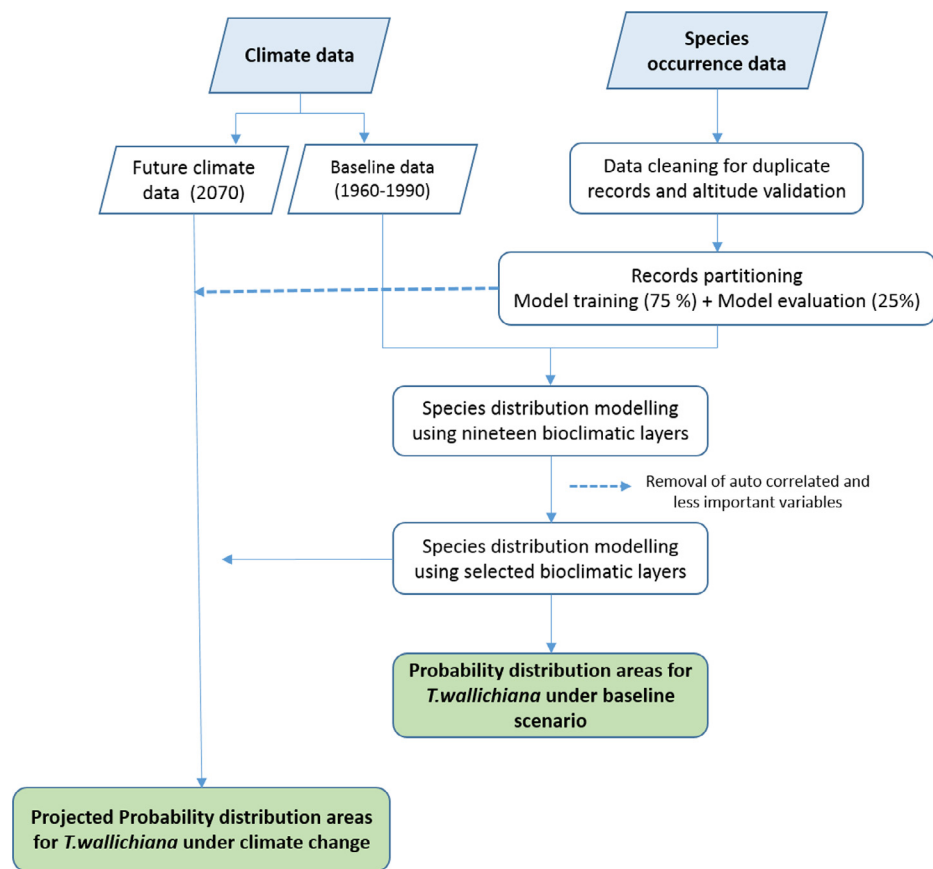 Climate data
Species
occurrence data
Future climate
data (2070)
Baseline data
(1960-1990)
Data cleaning for duplicate
records and altitude validation
Records partitioning
Model training (75 %) + Model evaluation (25%)
Species distribution modelling
using nineteen bioclimatic layers
Removal of auto correlated and
less important variables
Species distribution modelling
using selected bioclimatic layers
Probability distribution areas for
T.wallichiana under baseline
scenario
Projected Probability distribution areas
for T.wallichiana under climate change